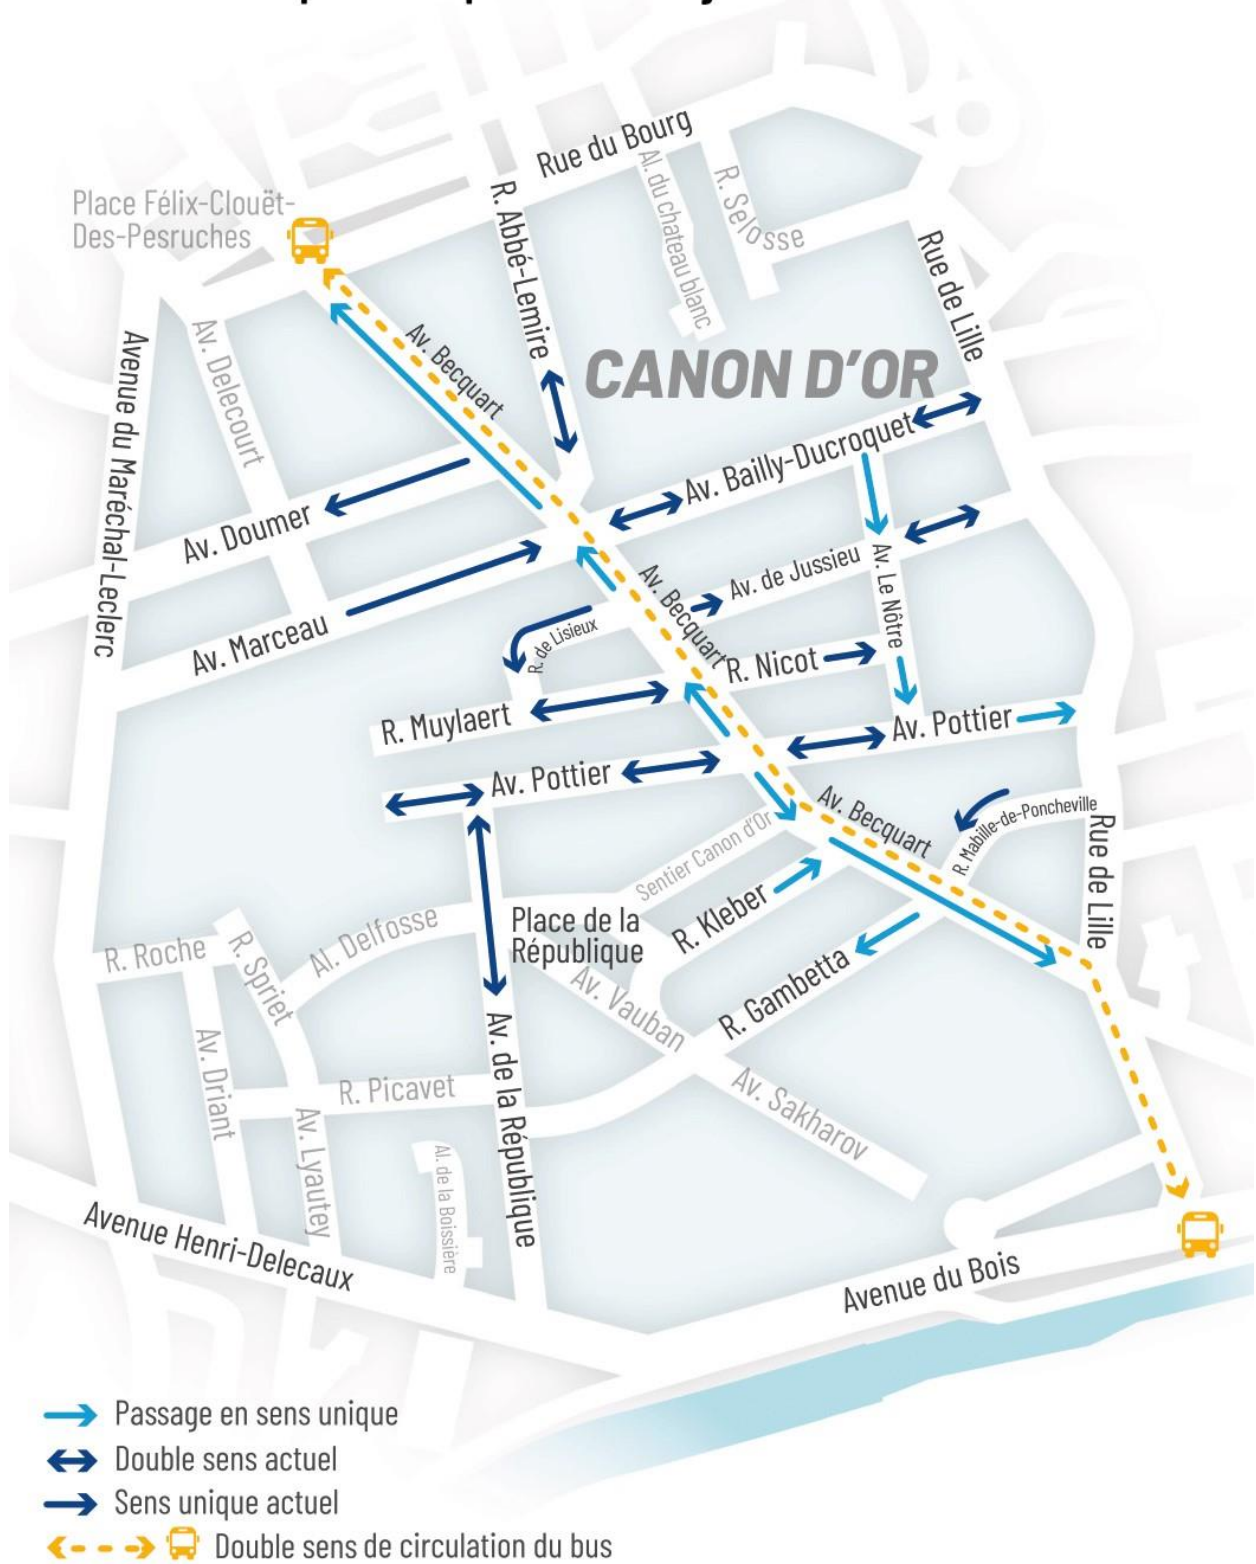 Rue du Bourg
Al. du chateau blanc
R. Selosse
R. Abbé-Lemire
Place Félix-Clouët-
Des-Pesruches
Rue de Lille
Avenue du Maréchal-Leclerc
Av. Delecourt
Av. Becquart
CANON D'OR
Av. Bailly-Ducroquet
Av. Doumer
Av. Marceau
Av. Becquart
Av. de Jussieu
Av. Le Nôtre
R. de Lisieux
R. Nicot
R. Muylaert
Av. Pottier
Av. Pottier
Av. Becquart
R. Mabille-de-Poncheville
Rue de Lille
Sentier Canon d'Or
R. Kleber
Place de la
République
Al. Delfosse
R. Roche
R. Spriet
R. Gambetta
Av. Vauban
Av. Driant
R. Picavet
Av. Lyautey
Av. de la République
Av. Sakharov
Al. de la Boissière
Avenue Henri-Delecaux
Avenue du Bois
Passage en sens unique
Double sens actuel
Sens unique actuel
Double sens de circulation du bus